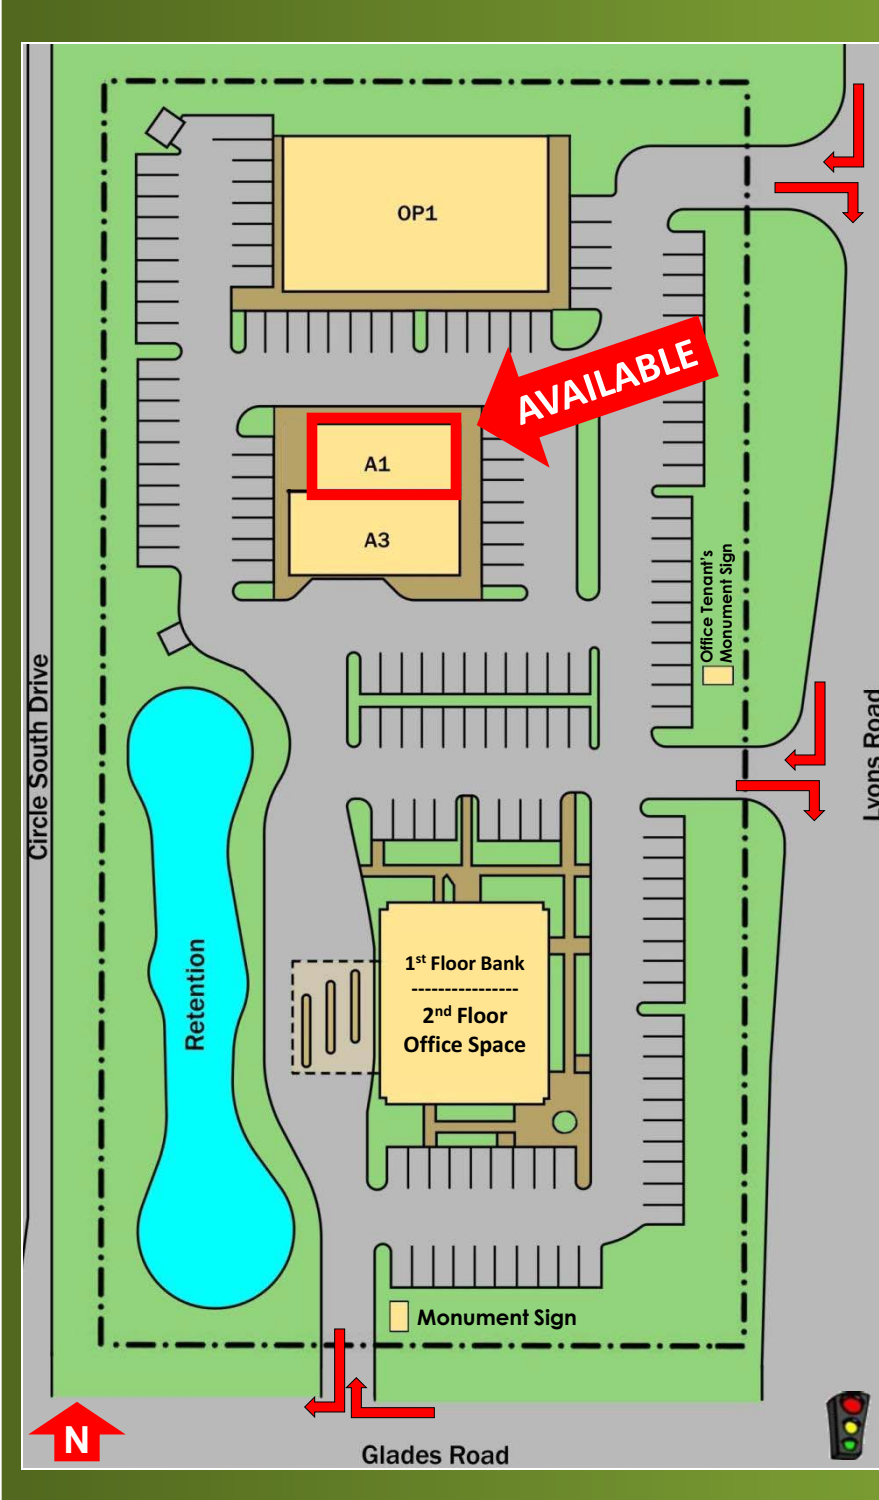 OP1
AVAILABLE
A1
A3
Office Tenant's
Monument Sign
Circle South Drive
Lyons Road
Retention
1st Floor Bank
----------------
2nd Floor
Office Space
Monument Sign
N
Glades Road